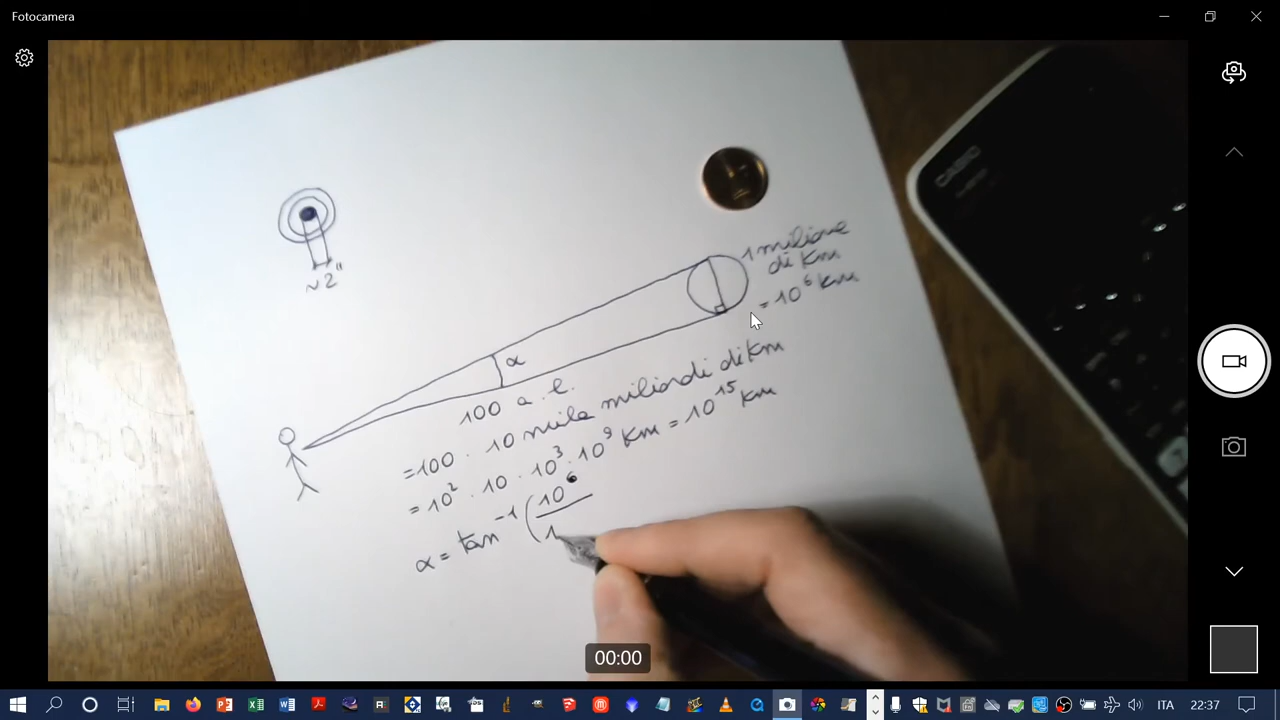 Fotocamera
CASIO
~2"
1 milione
di Km
= 10⁶ Km
α
100 a.l.
=100 · 10 mila miliardi di Km
= 10² · 10 · 10³ · 10⁹ Km = 10¹⁵ Km
α = tan⁻¹ (10⁶
1
00:00
ITA
22:37